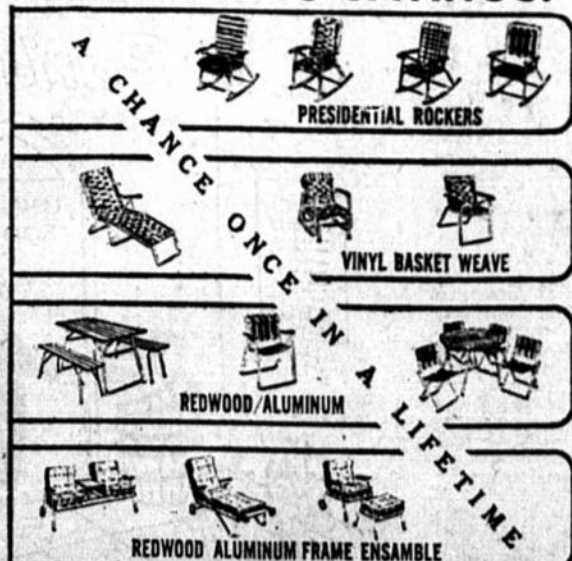 PRESIDENTIAL ROCKERS
VINYL BASKET WEAVE
REDWOOD/ALUMINUM
REDWOOD ALUMINUM FRAME ENSAMBLE
A CHANCE ONCE IN A LIFETIME